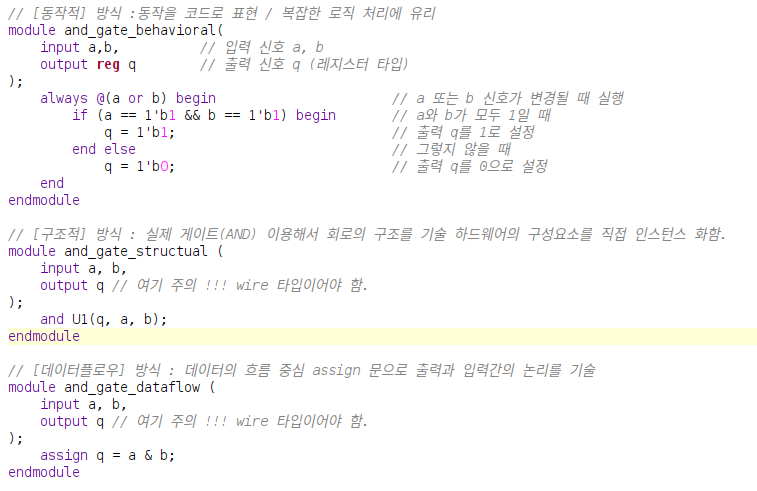 // [동작적] 방식 :동작을 코드로 표현 / 복잡한 로직 처리에 유리
module and_gate_behavioral(
    input a,b,          // 입력 신호 a, b
    output reg q        // 출력 신호 q (레지스터 타입)
);
    always @(a or b) begin                      // a 또는 b 신호가 변경될 때 실행
        if (a == 1'b1 && b == 1'b1) begin       // a와 b가 모두 1일 때
            q = 1'b1;                           // 출력 q를 1로 설정
        end else                                // 그렇지 않을 때
            q = 1'b0;                           // 출력 q를 0으로 설정
    end
endmodule

// [구조적] 방식 : 실제 게이트(AND) 이용해서 회로의 구조를 기술 하드웨어의 구성요소를 직접 인스턴스 화함.
module and_gate_structual (
    input a, b,
    output q // 여기 주의 !!! wire 타입이어야 함.
);
    and U1(q, a, b);
endmodule

// [데이터플로우] 방식 : 데이터의 흐름 중심 assign 문으로 출력과 입력간의 논리를 기술
module and_gate_dataflow (
    input a, b,
    output q // 여기 주의 !!! wire 타입이어야 함.
);
    assign q = a & b;
endmodule